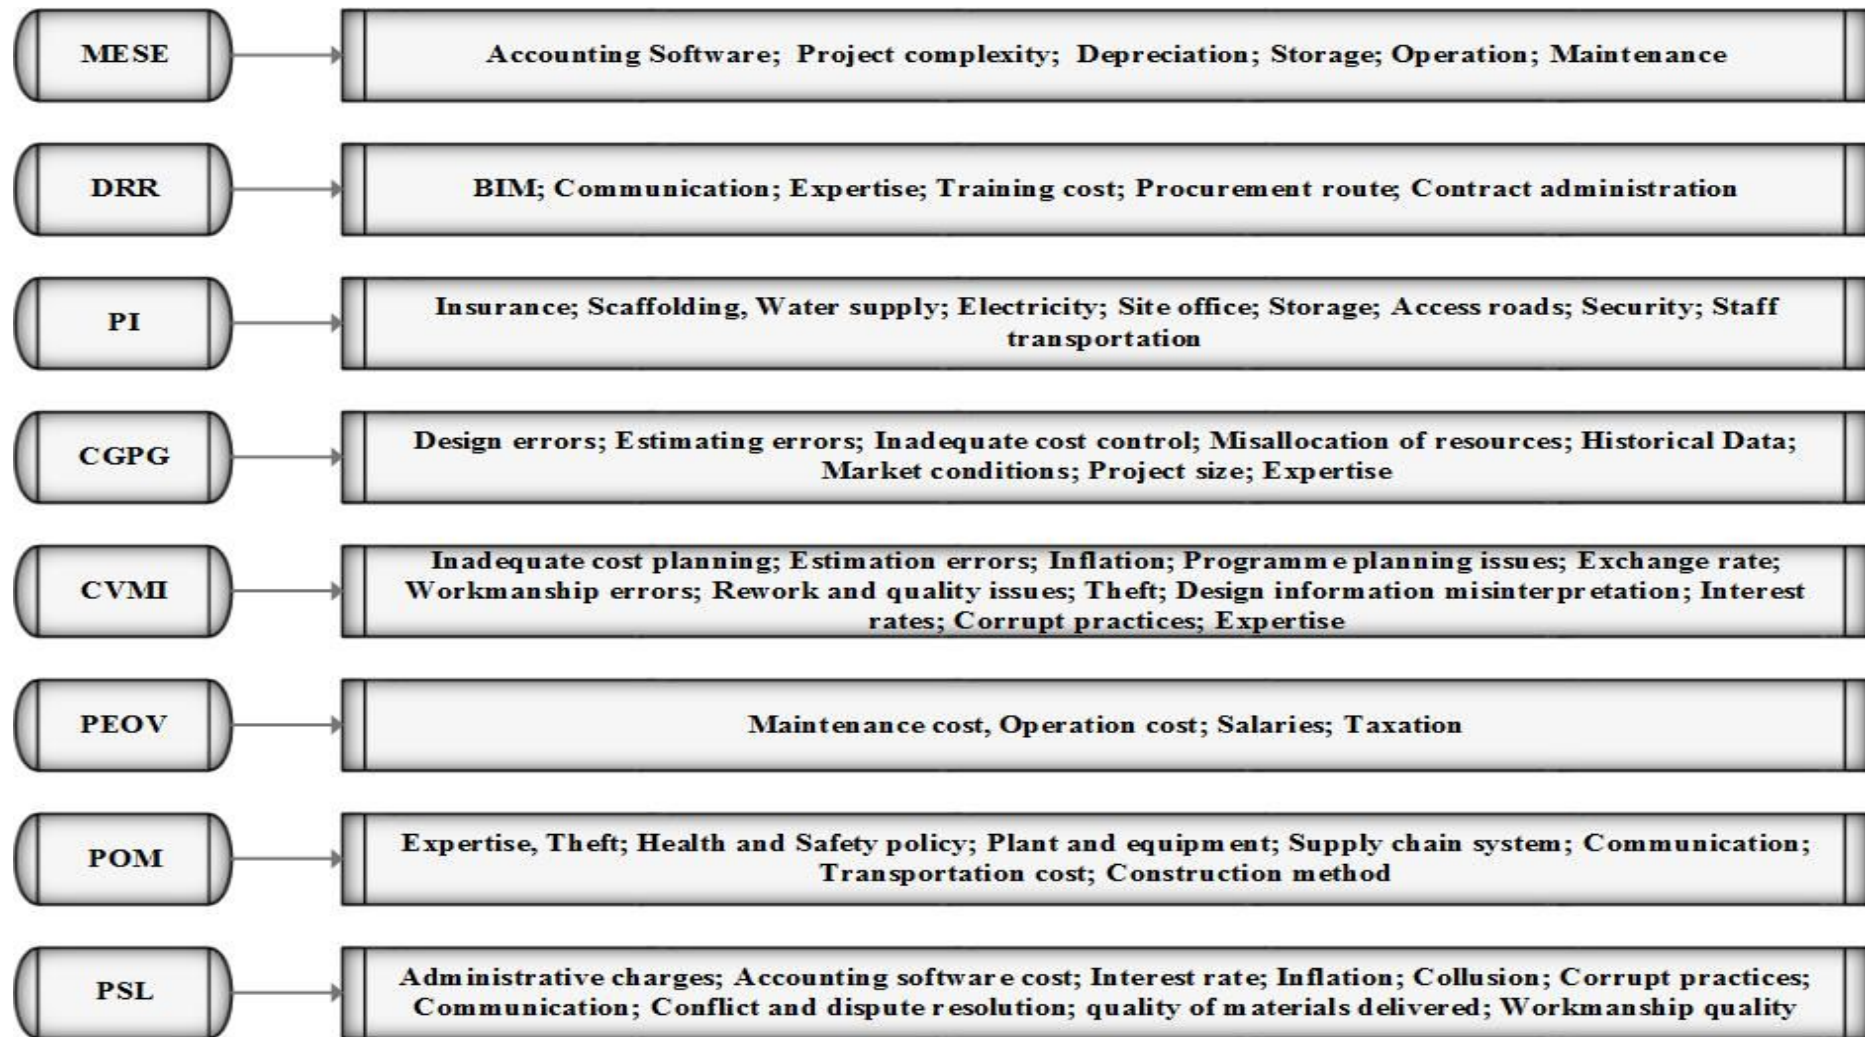 MESE
Accounting Software; Project complexity; Depreciation; Storage; Operation; Maintenance
DRR
BIM; Communication; Expertise; Training cost; Procurement route; Contract administration
PI
Insurance; Scaffolding, Water supply; Electricity; Site office; Storage; Access roads; Security; Staff
transportation
CGPG
Design errors; Estimating errors; Inadequate cost control; Misallocation of resources; Historical Data;
Market conditions; Project size; Expertise
CVMI
Inadequate cost planning; Estimation errors; Inflation; Programme planning issues; Exchange rate;
Workmanship errors; Rework and quality issues; Theft; Design information misinterpretation; Interest
rates; Corrupt practices; Expertise
PEOV
Maintenance cost, Operation cost; Salaries; Taxation
POM
Expertise, Theft; Health and Safety policy; Plant and equipment; Supply chain system; Communication;
Transportation cost; Construction method
PSL
Administrative charges; Accounting software cost; Interest rate; Inflation; Collusion; Corrupt practices;
Communication; Conflict and dispute resolution; quality of materials delivered; Workmanship quality